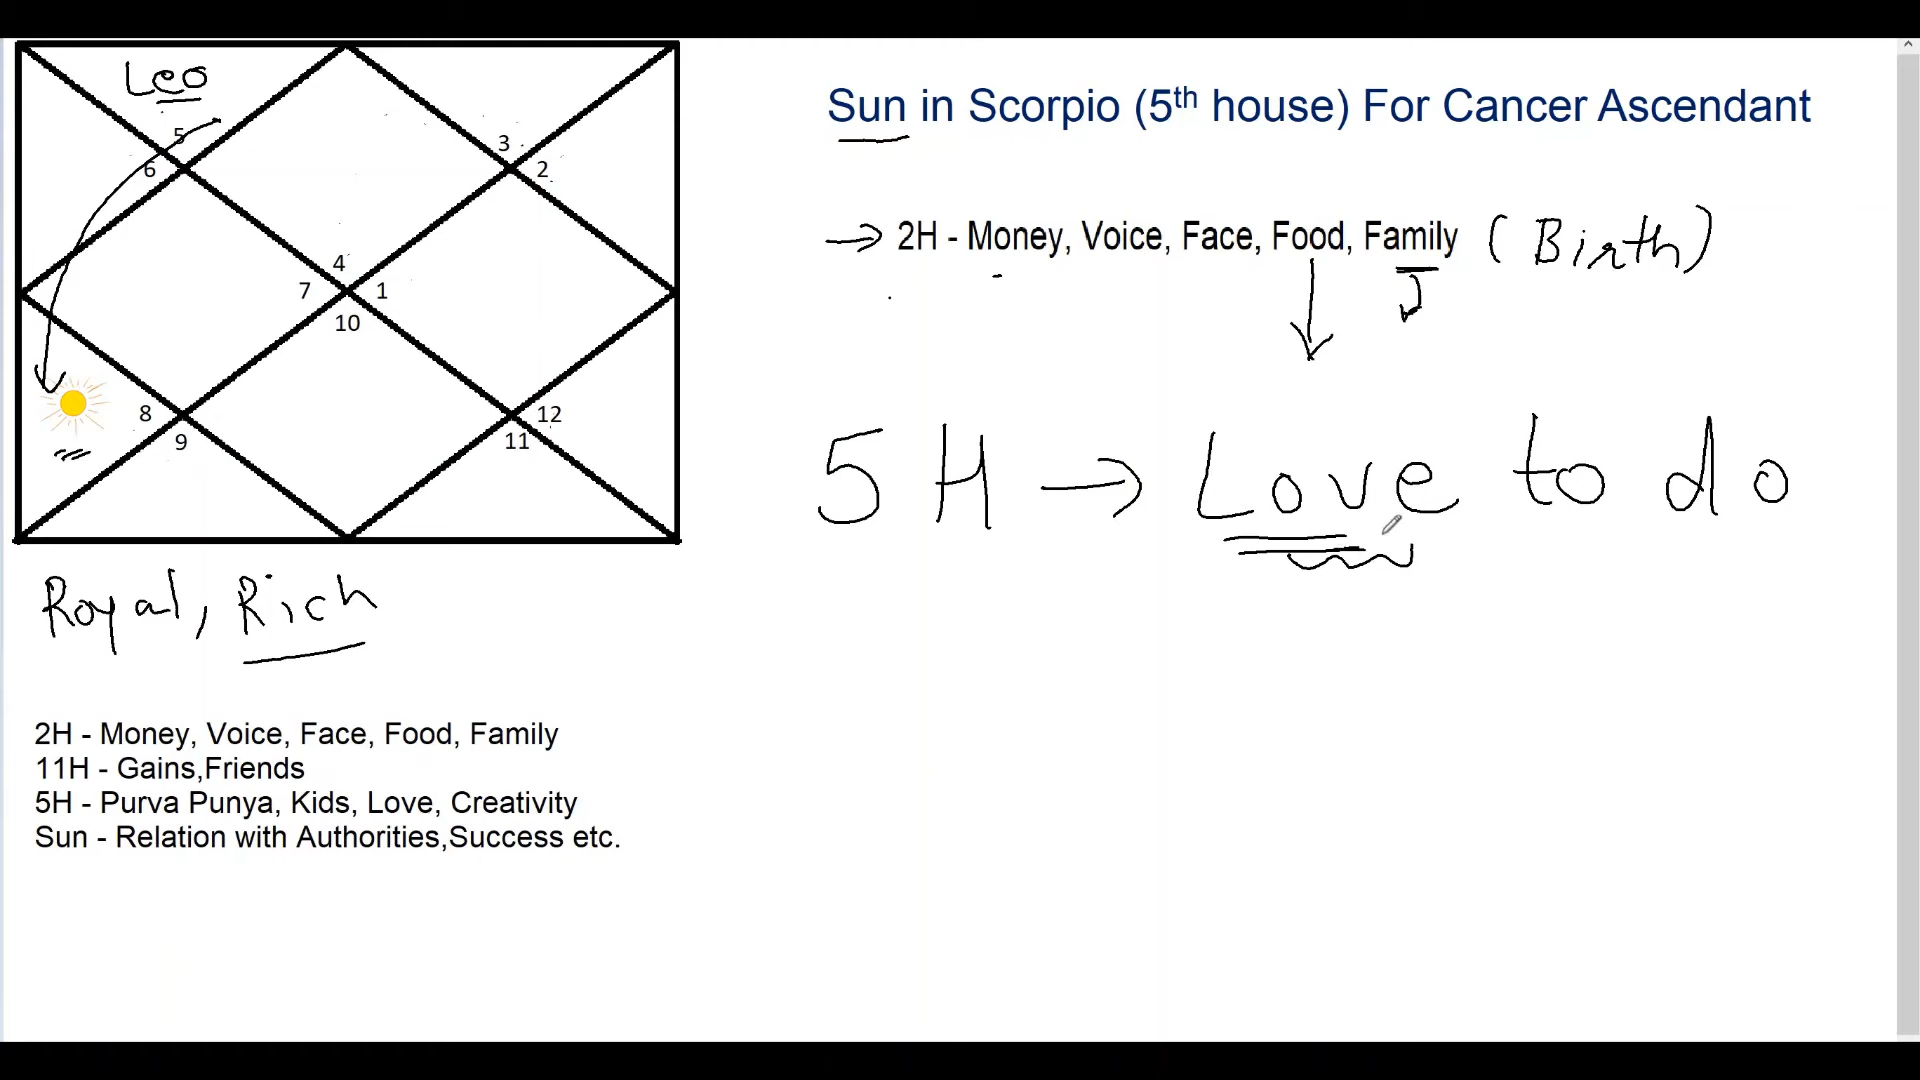 Leo
5
6
3
2
4
7
1
10
8
9
12
11
Royal, Rich
2H - Money, Voice, Face, Food, Family
11H - Gains,Friends
5H - Purva Punya, Kids, Love, Creativity
Sun - Relation with Authorities,Success etc.
Sun in Scorpio (5th house) For Cancer Ascendant
→ 2H - Money, Voice, Face, Food, Family (Birth)
5 H → Love to do